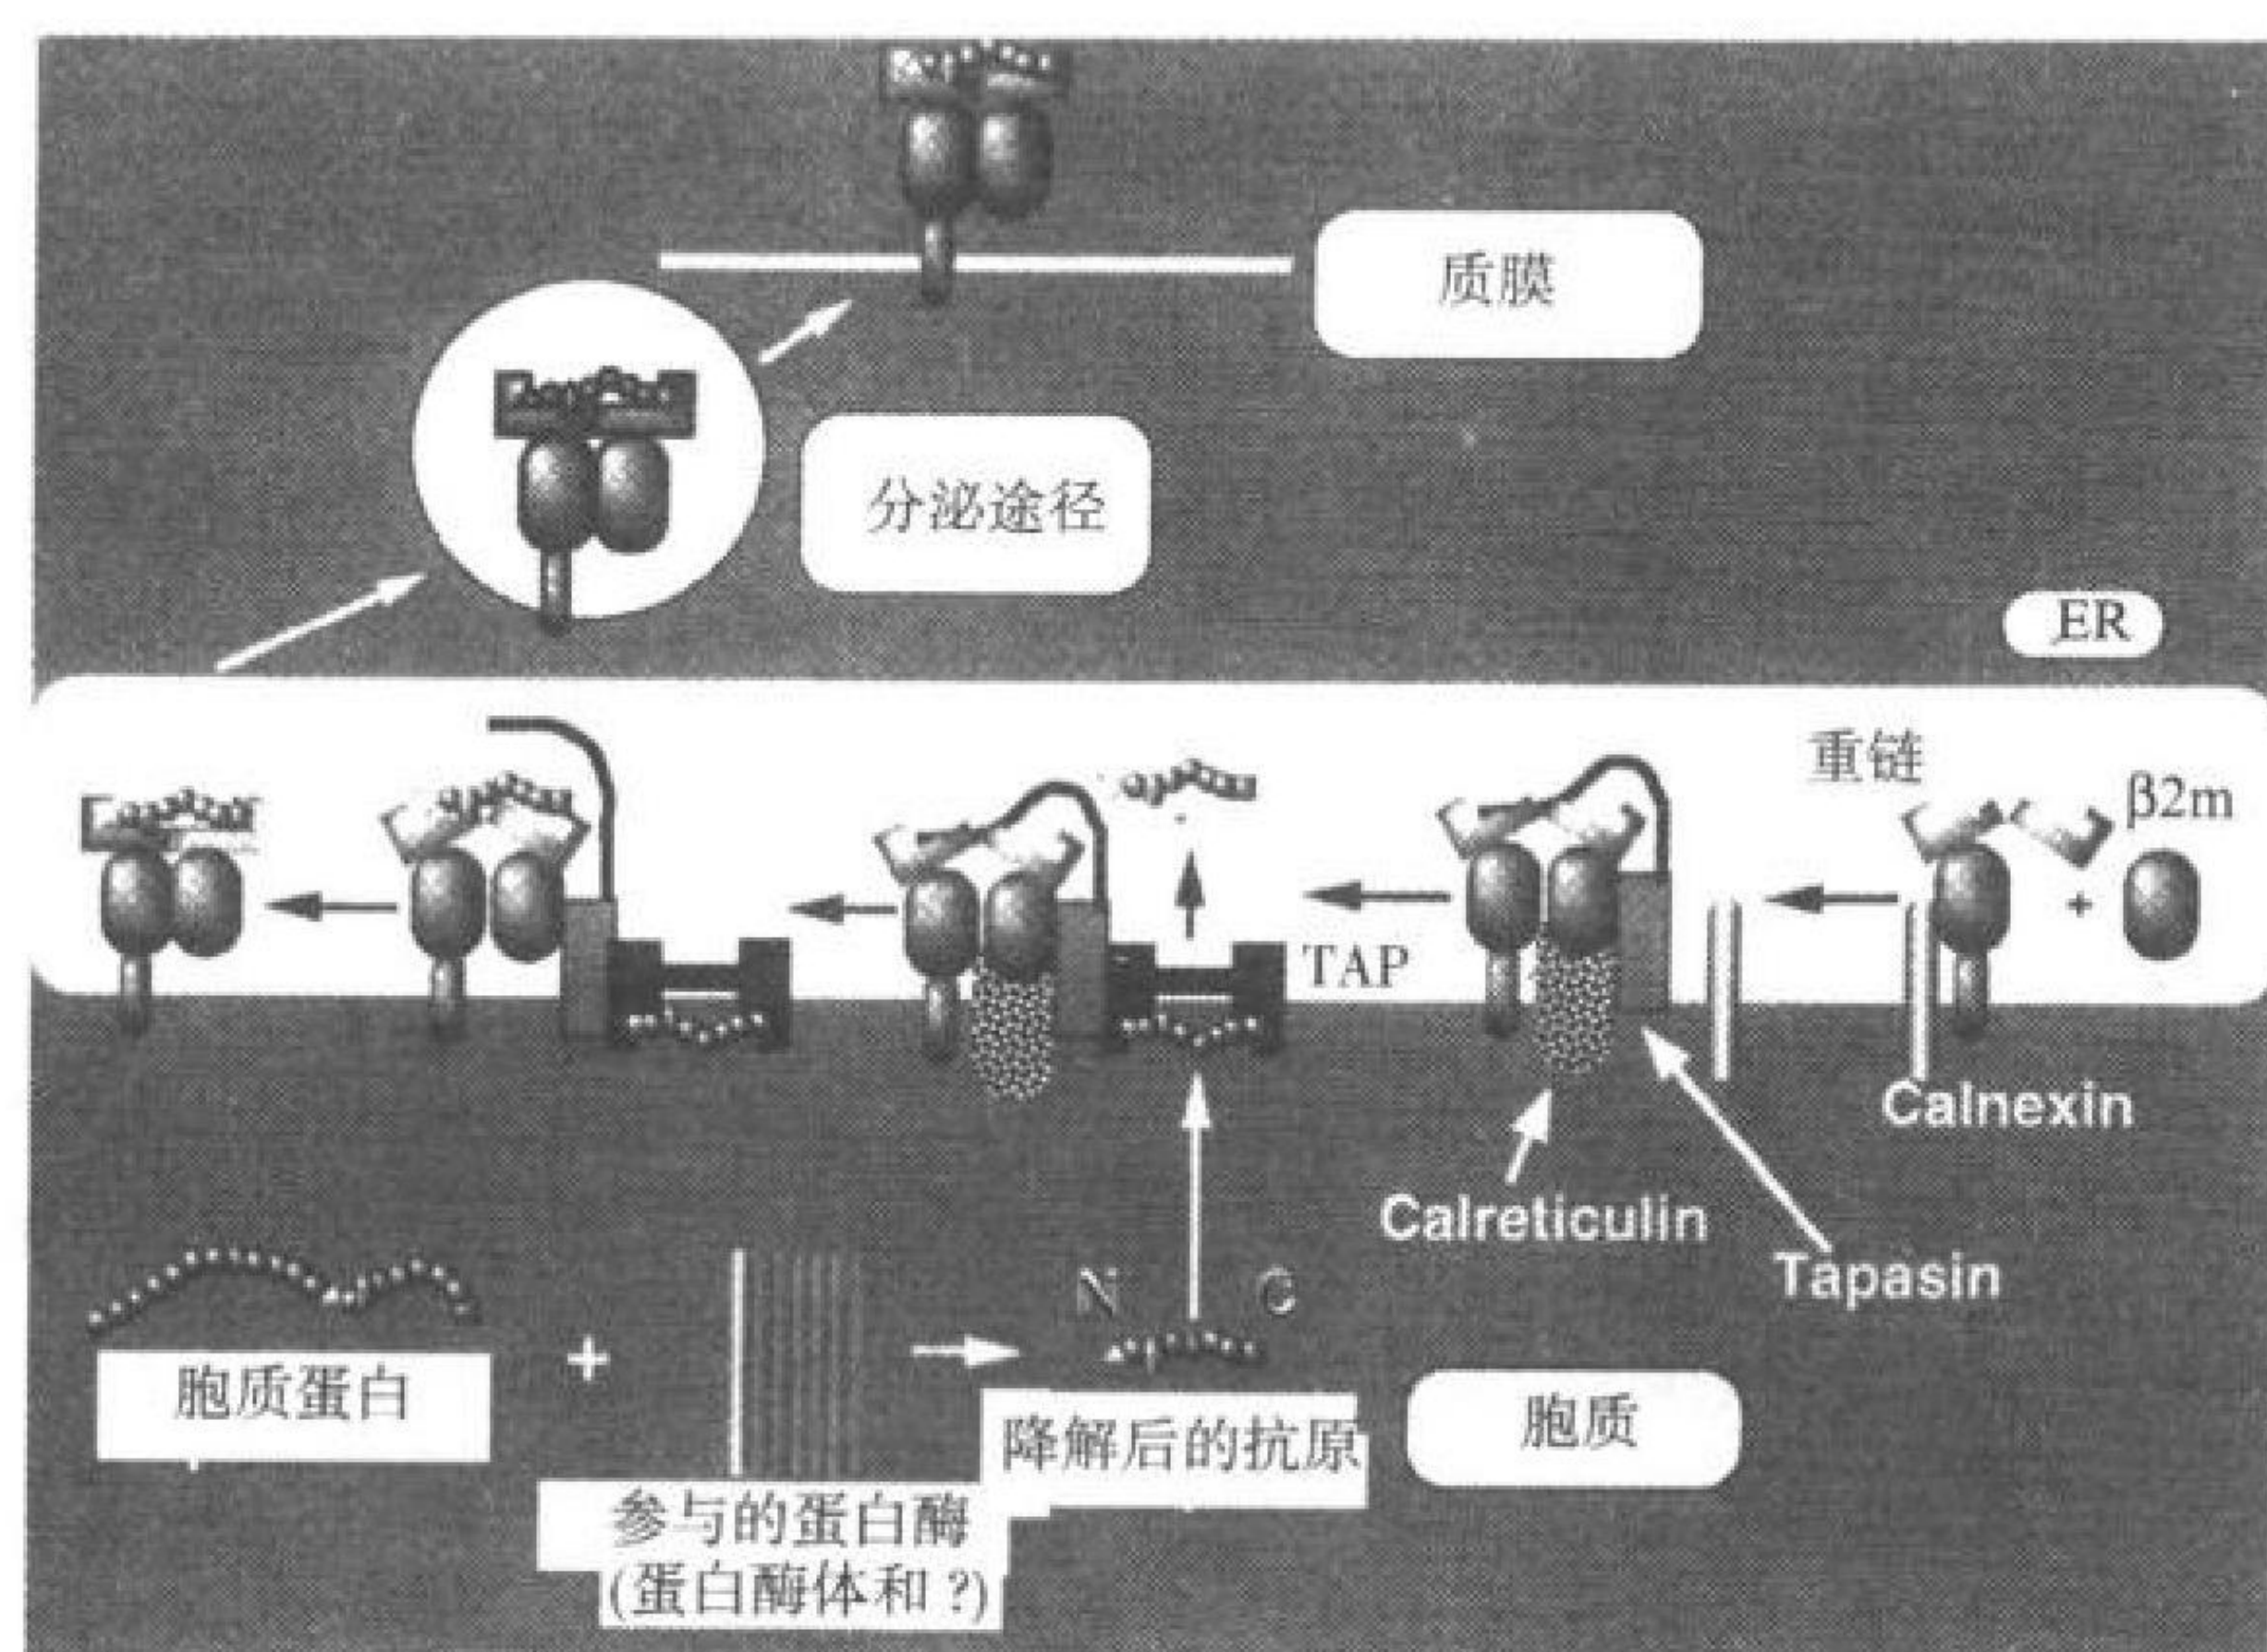 质膜
分泌途径
ER
重链
β2m
TAP
Calnexin
Calreticulin
Tapasin
N C
胞质蛋白
+
降解后的抗原
胞质
参与的蛋白酶
(蛋白酶体和?)
+